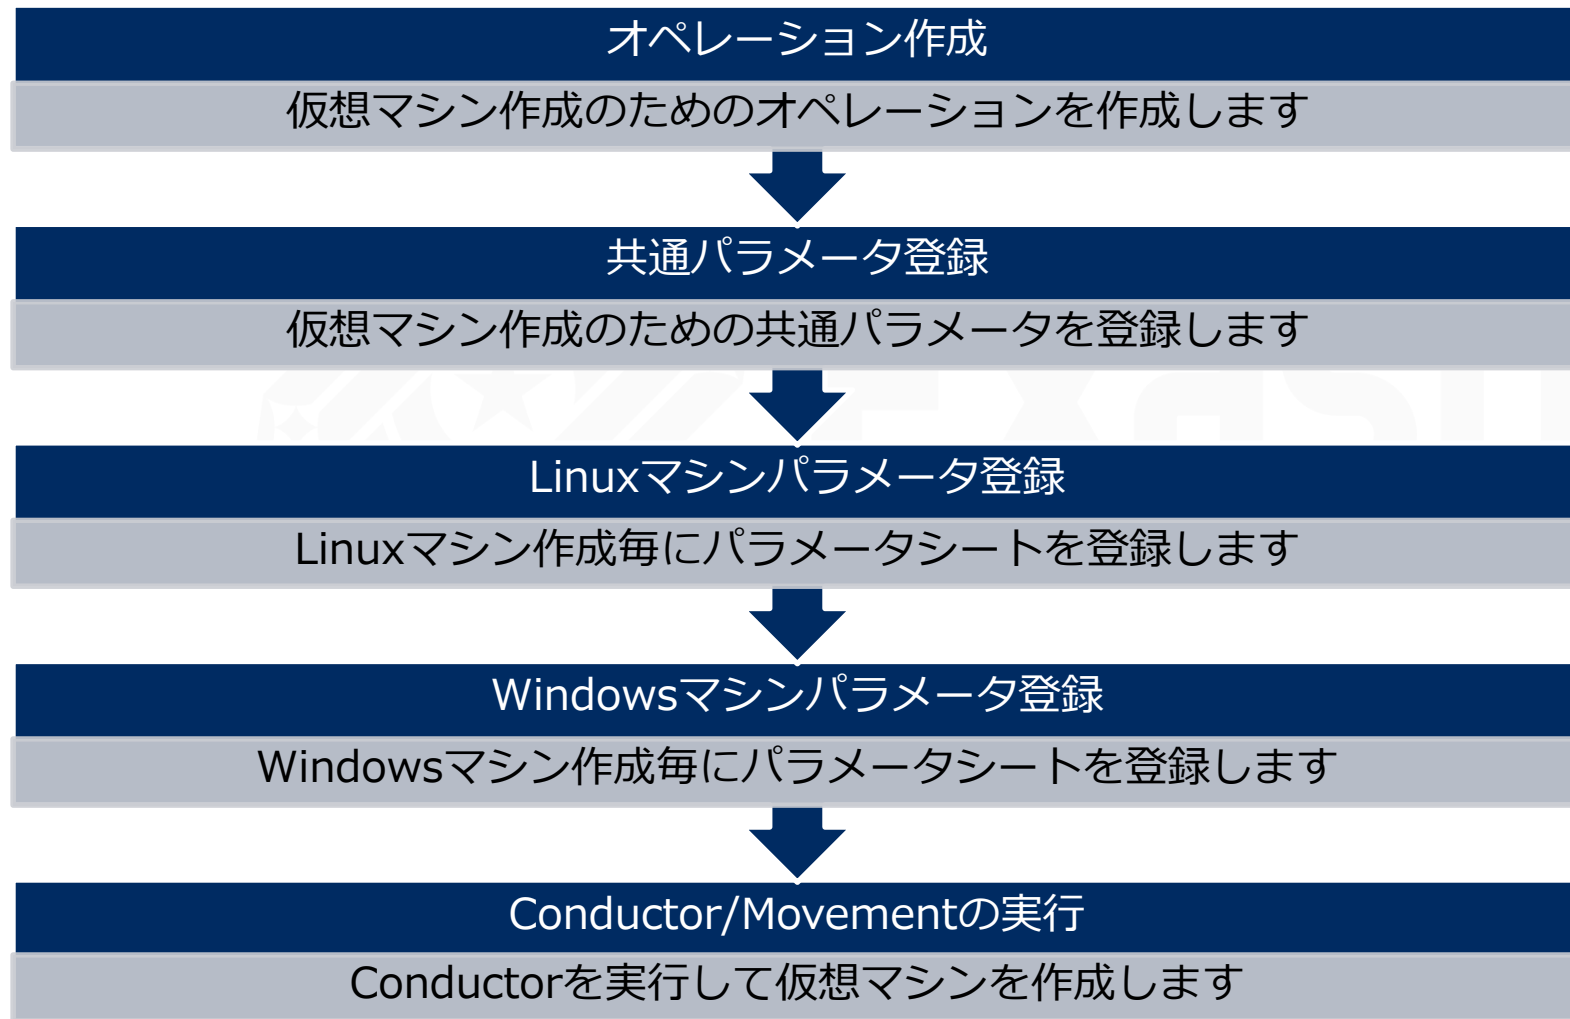 オペレーション作成
仮想マシン作成のためのオペレーションを作成します
共通パラメータ登録
仮想マシン作成のための共通パラメータを登録します
Linuxマシンパラメータ登録
Linuxマシン作成毎にパラメータシートを登録します
Windowsマシンパラメータ登録
Windowsマシン作成毎にパラメータシートを登録します
Conductor/Movementの実行
Conductorを実行して仮想マシンを作成します